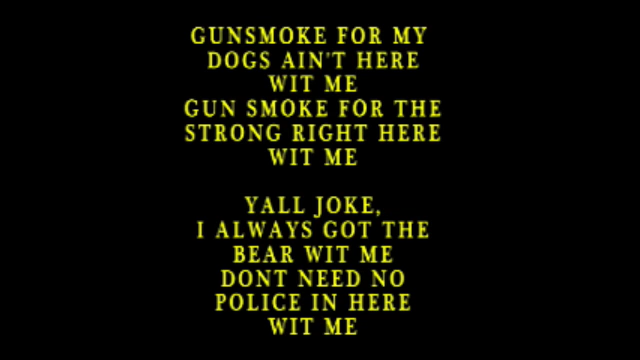 GUNSMOKE FOR MY
DOGS AIN'T HERE
WIT ME
GUN SMOKE FOR THE
STRONG RIGHT HERE
WIT ME
YALL JOKE,
I ALWAYS GOT THE
BEAR WIT ME
DONT NEED NO
POLICE IN HERE
WIT ME